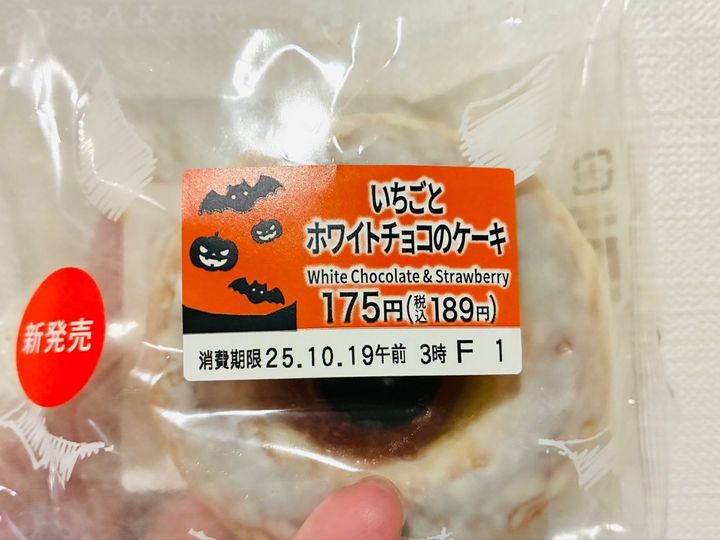 いちごと
ホワイトチョコのケーキ
White Chocolate & Strawberry
175円(税込189円)
消費期限 25.10.19午前 3時 F 1
新発売